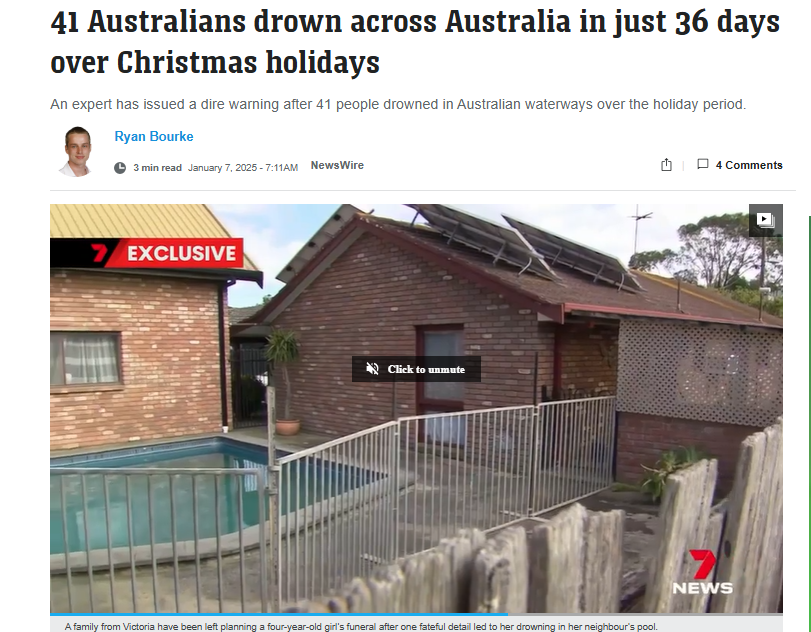 41 Australians drown across Australia in just 36 days
over Christmas holidays
An expert has issued a dire warning after 41 people drowned in Australian waterways over the holiday period.
Ryan Bourke
3 min read January 7, 2025 - 7:11AM NewsWire
4 Comments
7 EXCLUSIVE
Click to unmute
7
NEWS
A family from Victoria have been left planning a four-year-old girl's funeral after one fateful detail led to her drowning in her neighbour's pool.